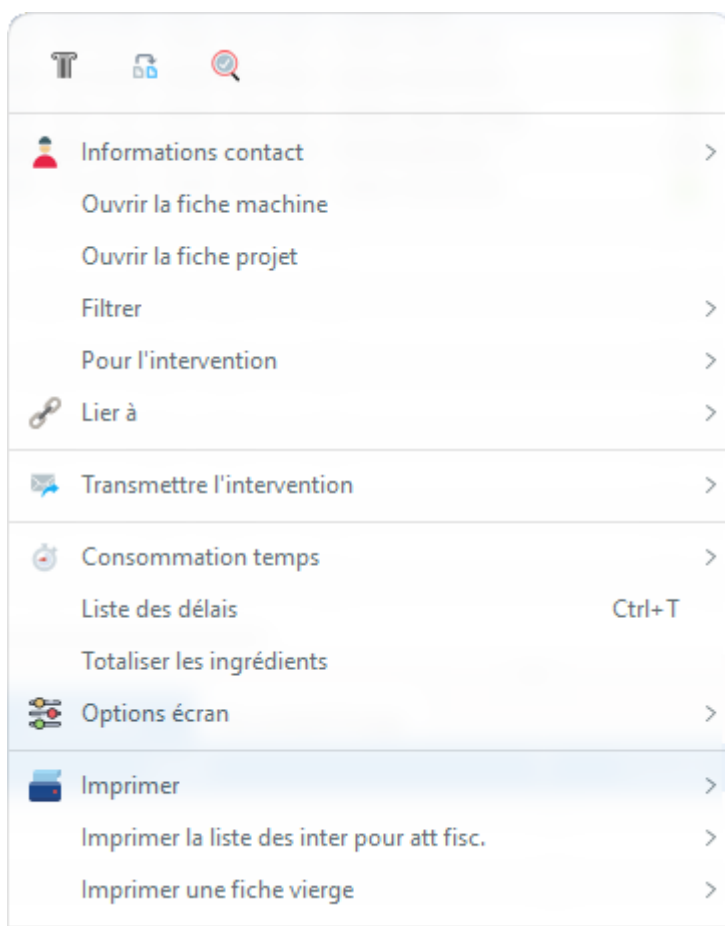 Informations contact
Ouvrir la fiche machine
Ouvrir la fiche projet
Filtrer
Pour l'intervention
Lier à
Transmettre l'intervention
Consommation temps
Liste des délais Ctrl+T
Totaliser les ingrédients
Options écran
Imprimer
Imprimer la liste des inter pour att fisc.
Imprimer une fiche vierge